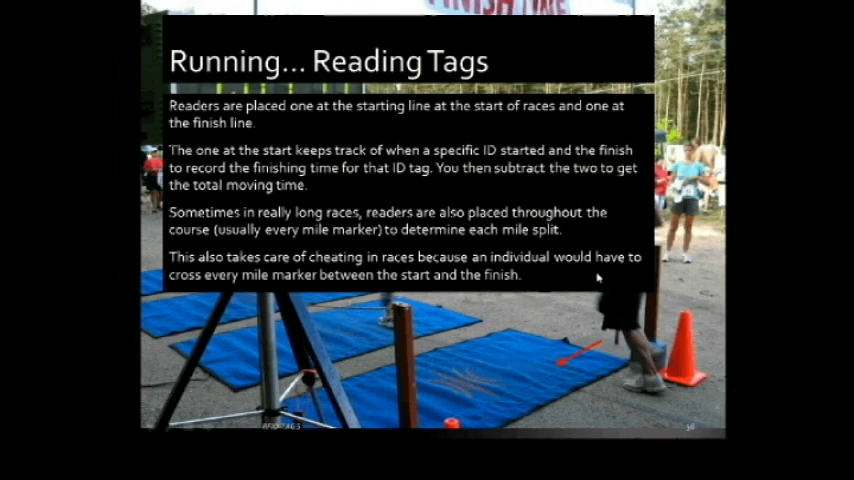 FINISH TIME
Running... Reading Tags
Readers are placed one at the starting line at the start of races and one at
the finish line.
The one at the start keeps track of when a specific ID started and the finish
to record the finishing time for that ID tag. You then subtract the two to get
the total moving time.
Sometimes in really long races, readers are also placed throughout the
course (usually every mile marker) to determine each mile split.
This also takes care of cheating in races because an individual would have to
cross every mile marker between the start and the finish.
RFID TAGS
36